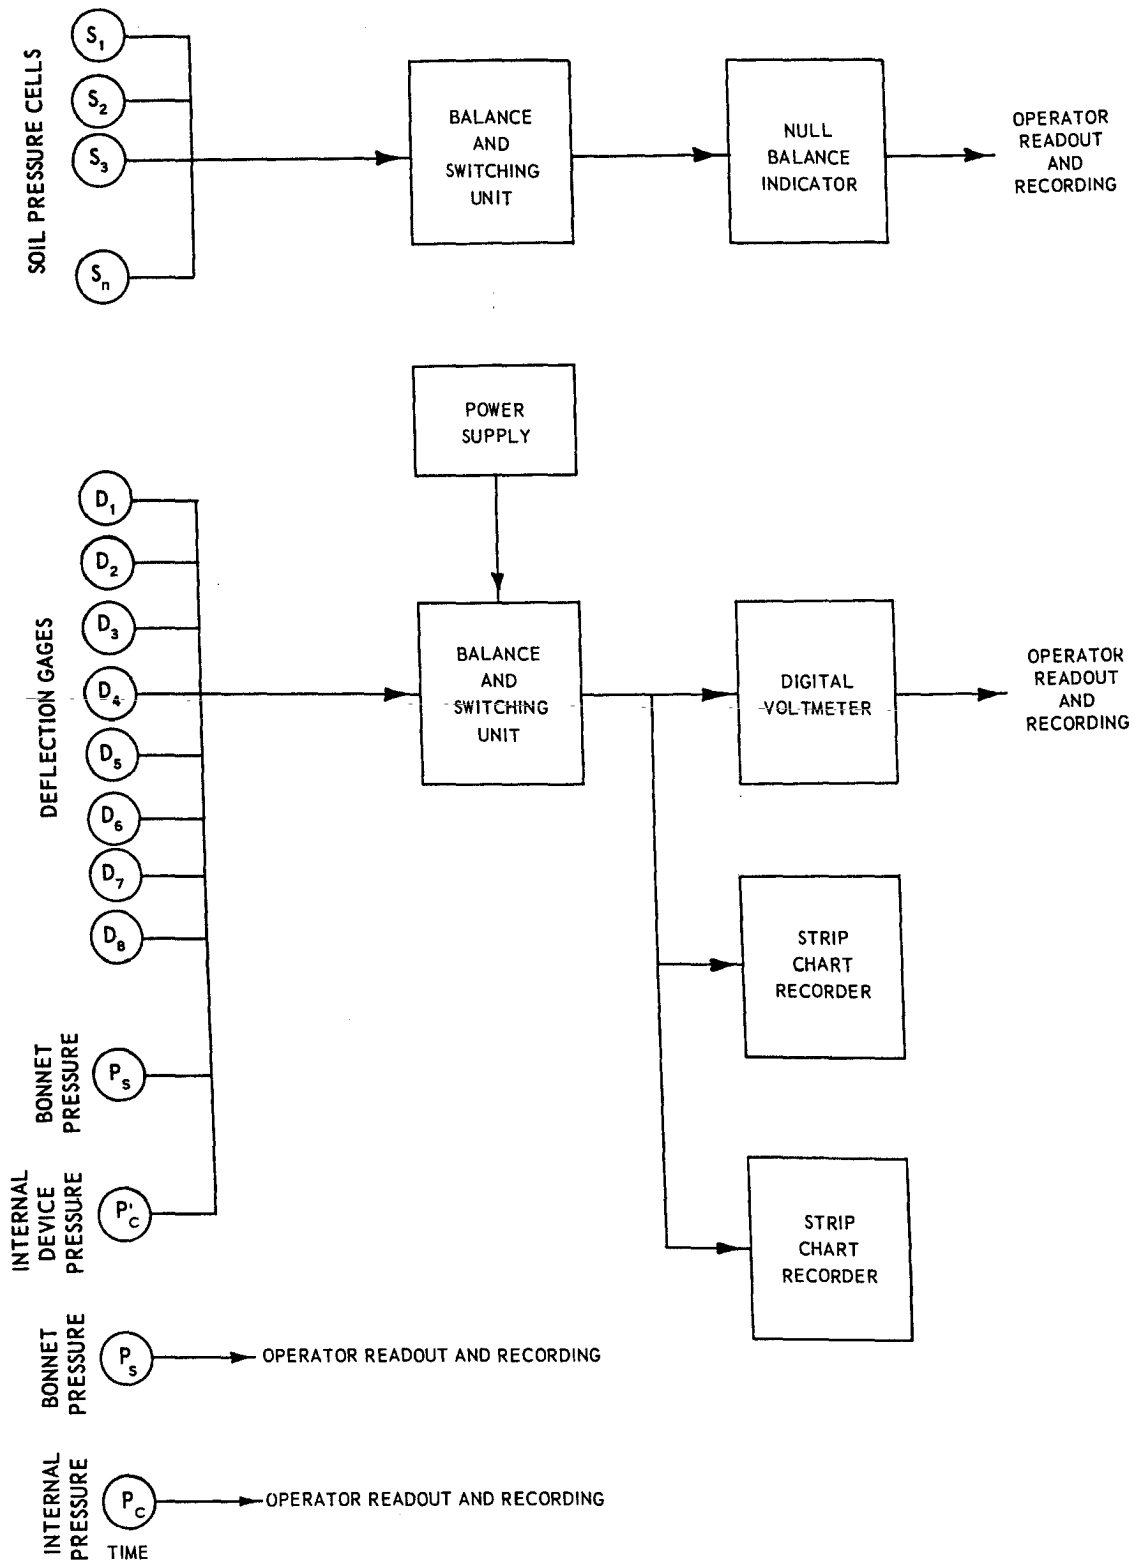 SOIL PRESSURE CELLS
S1
S2
S3
Sn
BALANCE
AND
SWITCHING
UNIT
NULL
BALANCE
INDICATOR
OPERATOR
READOUT
AND
RECORDING
POWER
SUPPLY
DEFLECTION GAGES
D1
D2
D3
D4
D5
D6
D7
D8
BALANCE
AND
SWITCHING
UNIT
DIGITAL
VOLTMETER
OPERATOR
READOUT
AND
RECORDING
STRIP
CHART
RECORDER
BONNET
PRESSURE
PS
INTERNAL
DEVICE
PRESSURE
P'C
STRIP
CHART
RECORDER
BONNET
PRESSURE
PS
OPERATOR READOUT AND RECORDING
INTERNAL
PRESSURE
PC
OPERATOR READOUT AND RECORDING
TIME